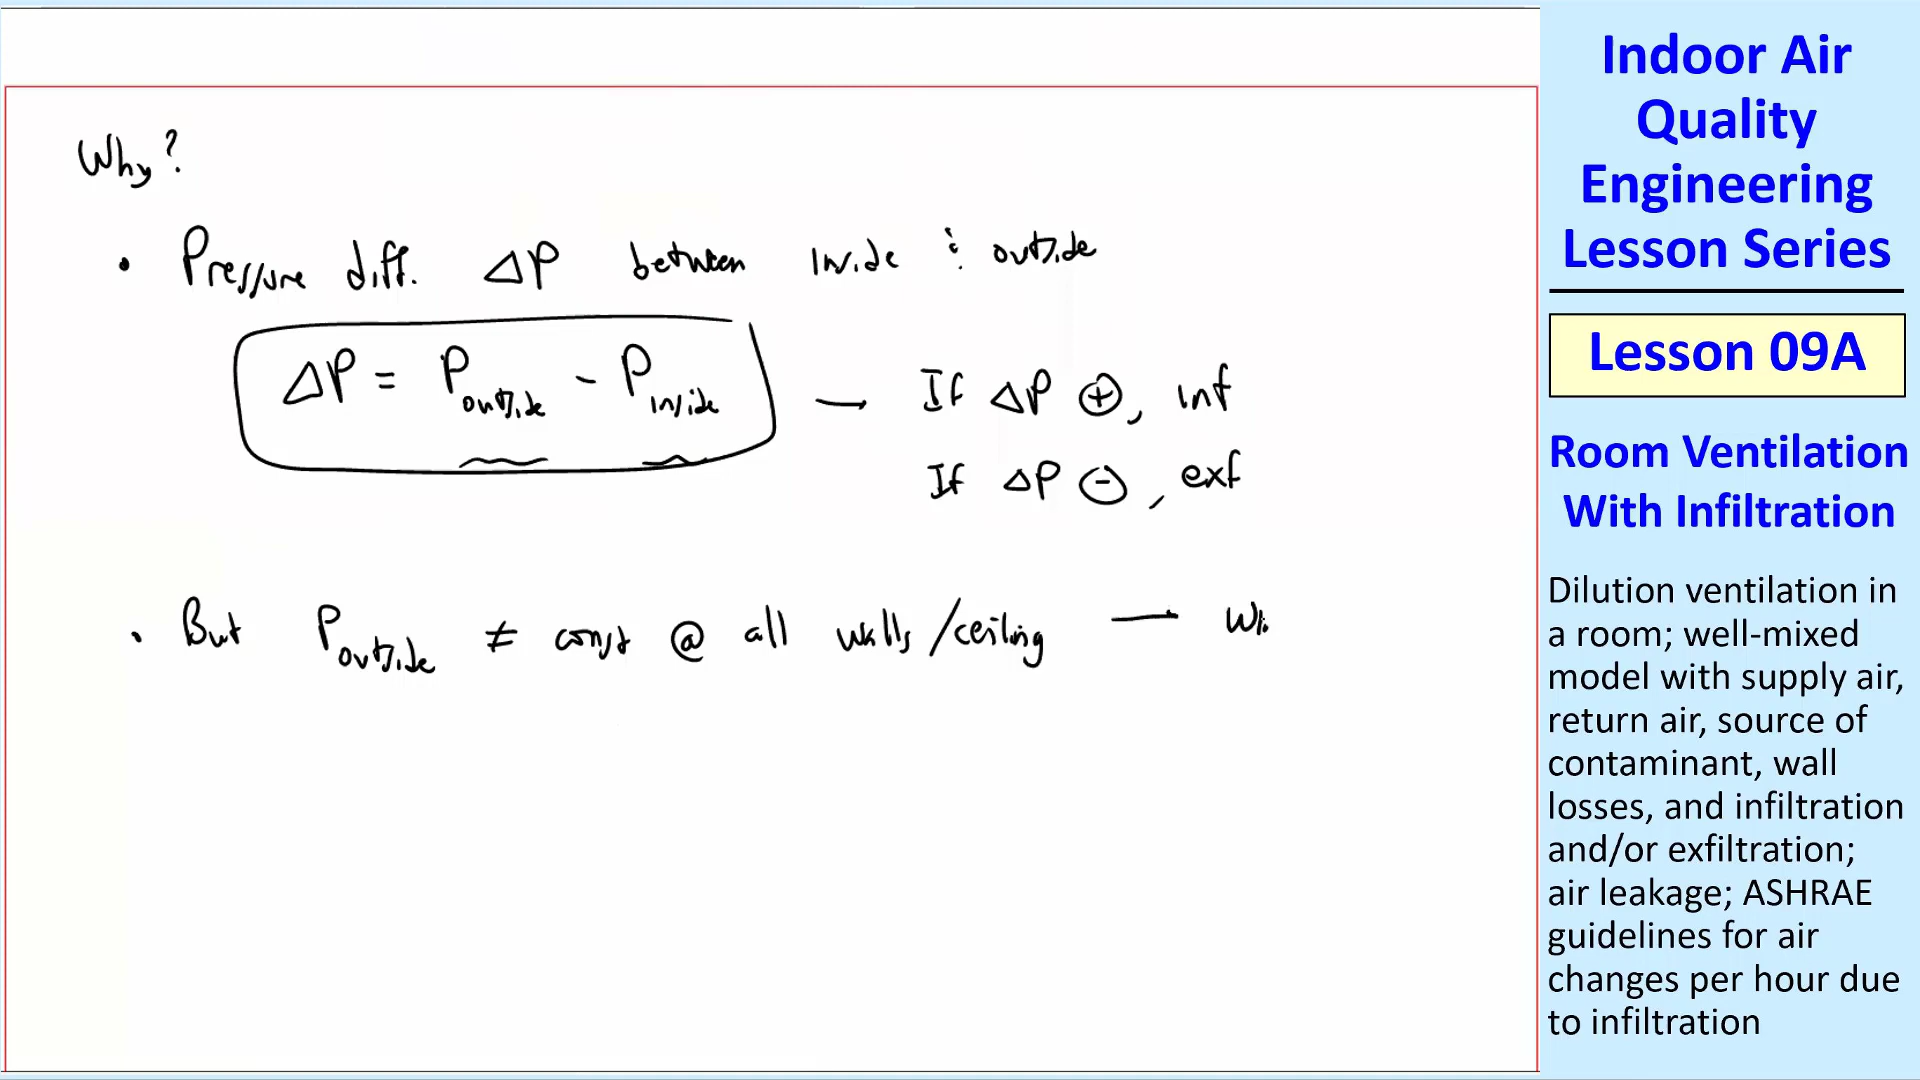 Why?
• Pressure diff. ΔP between inside & outside
ΔP = P outside - P inside — If ΔP ⊕, inf
If ΔP ⊖, exf
• But P outside ≠ const @ all walls/ceiling —
Indoor Air
Quality
Engineering
Lesson Series
Lesson 09A
Room Ventilation
With Infiltration
Dilution ventilation in
a room; well-mixed
model with supply air,
return air, source of
contaminant, wall
losses, and infiltration
and/or exfiltration;
air leakage; ASHRAE
guidelines for air
changes per hour due
to infiltration